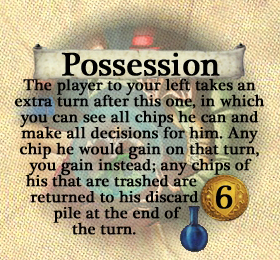 Possession
The player to your left takes an
extra turn after this one, in which
you can see all chips he can and
make all decisions for him. Any
chip he would gain on that turn,
you gain instead; any chips of
his that are trashed are
returned to his discard
pile at the end of
the turn.
6